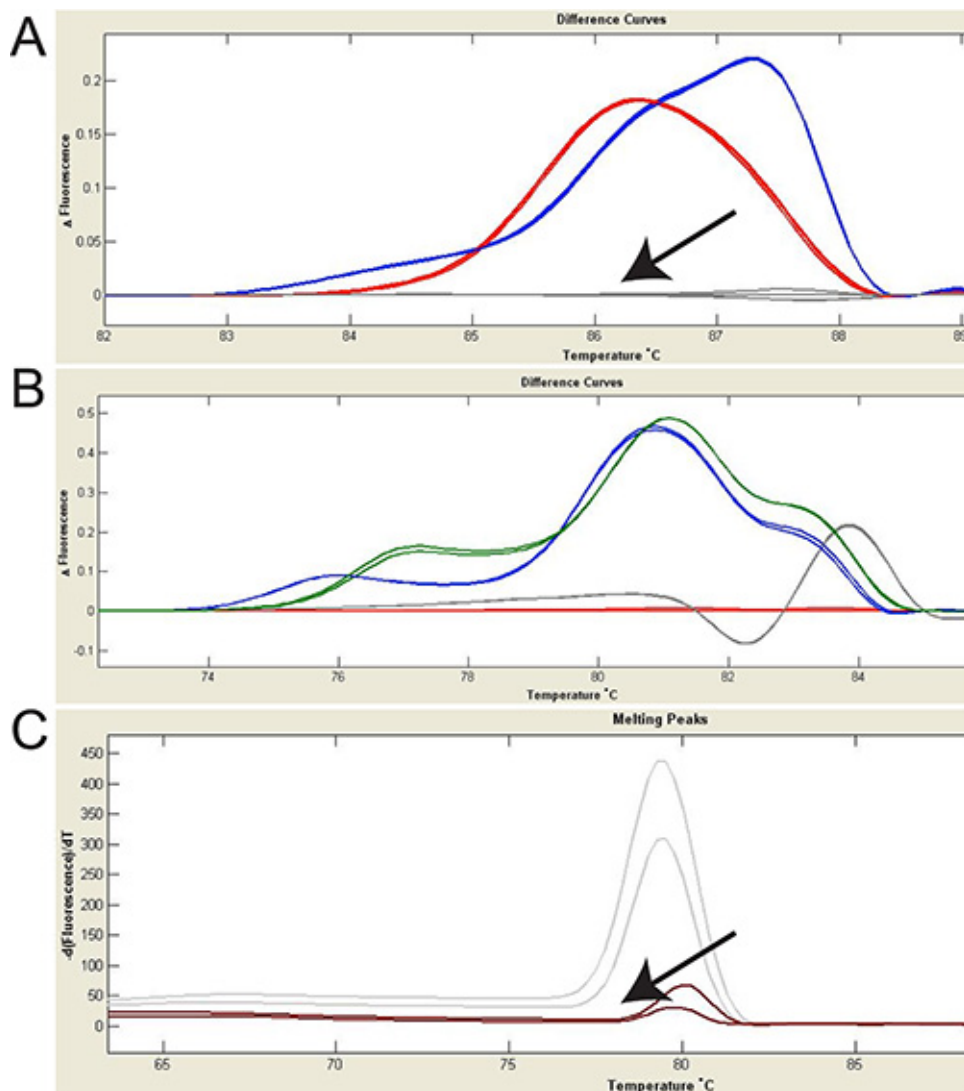 A
Difference Curves
Δ Fluorescence
0.2
0.15
0.1
0.05
0
82 83 84 85 86 87 88 89
Temperature °C
B
Difference Curves
Δ Fluorescence
0.5
0.4
0.3
0.2
0.1
0
-0.1
74 76 78 80 82 84
Temperature °C
C
Melting Peaks
-d(Fluorescence)/dT
450
400
350
300
250
200
150
100
50
0
65 70 75 80 85
Temperature °C